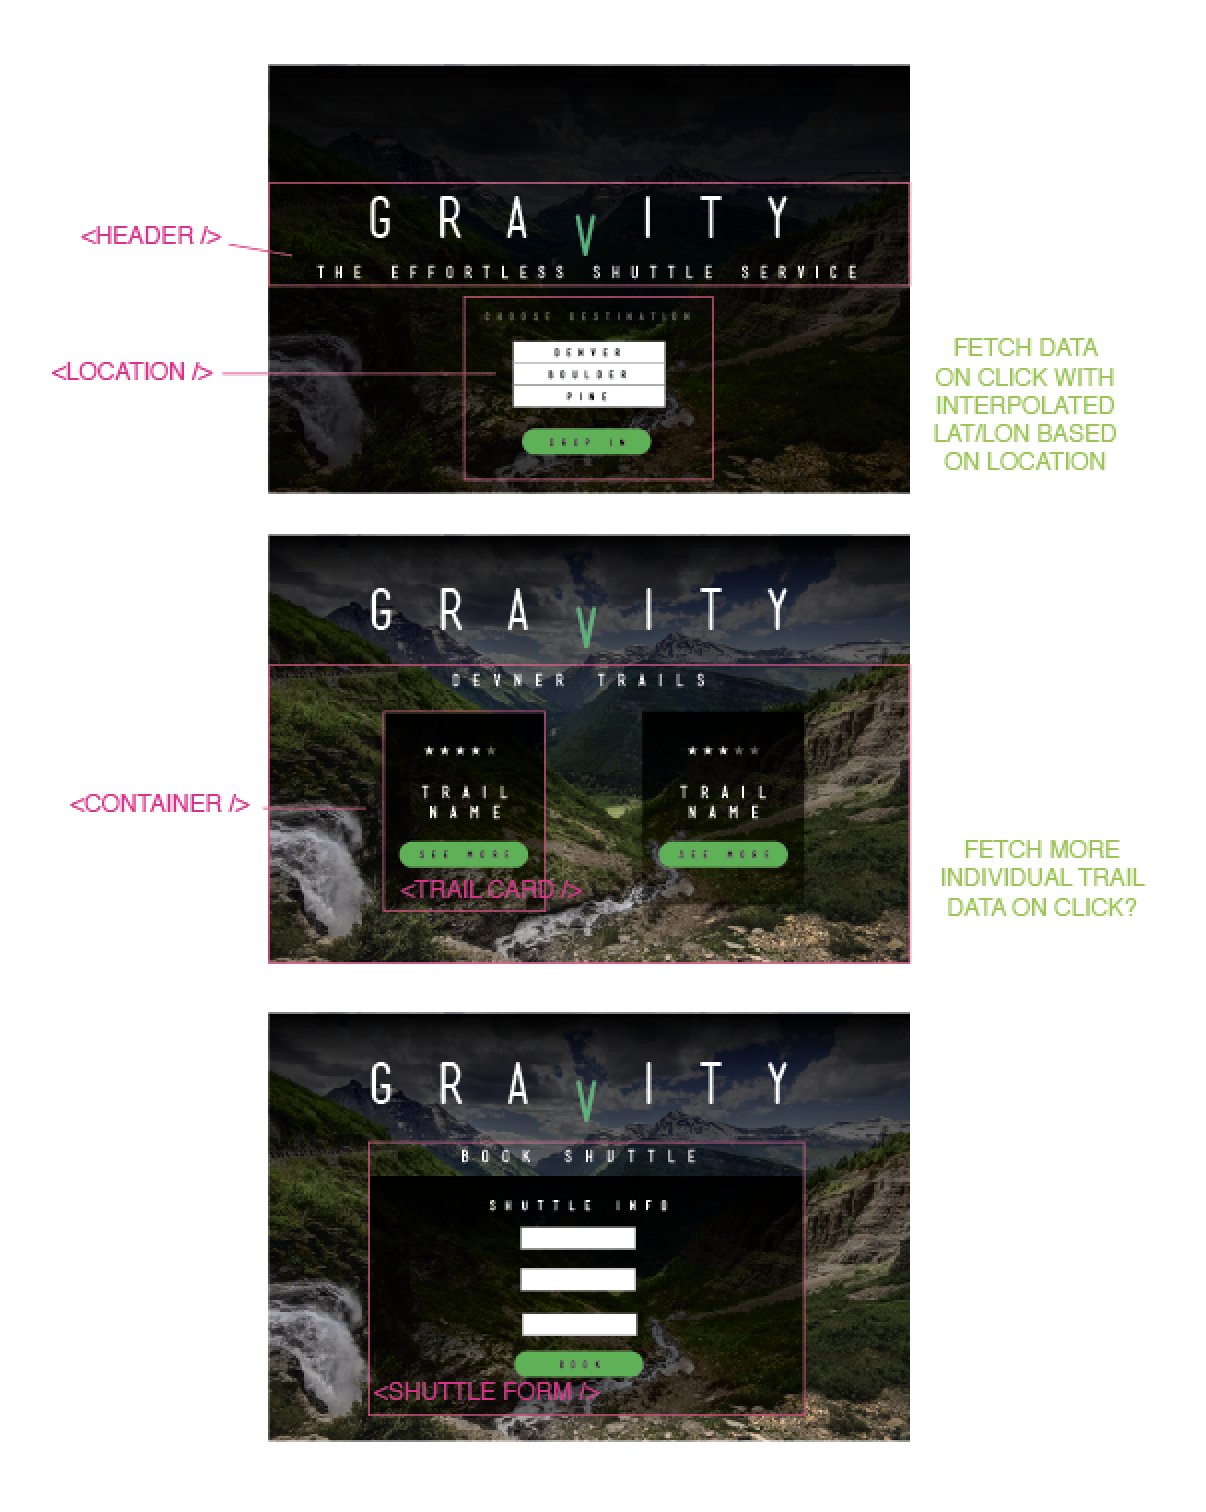 GRAVITY
<HEADER />
THE EFFORTLESS SHUTTLE SERVICE
CHOOSE DESTINATION
DENVER
<LOCATION />
BOULDER
PINE
DROP IN
FETCH DATA
ON CLICK WITH
INTERPOLATED
LAT/LON BASED
ON LOCATION
GRAVITY
DEVNER TRAILS
TRAIL
NAME
SEE MORE
<TRAIL CARD />
TRAIL
NAME
SEE MORE
<CONTAINER />
FETCH MORE
INDIVIDUAL TRAIL
DATA ON CLICK?
GRAVITY
BOOK SHUTTLE
SHUTTLE INFO
BOOK
<SHUTTLE FORM />